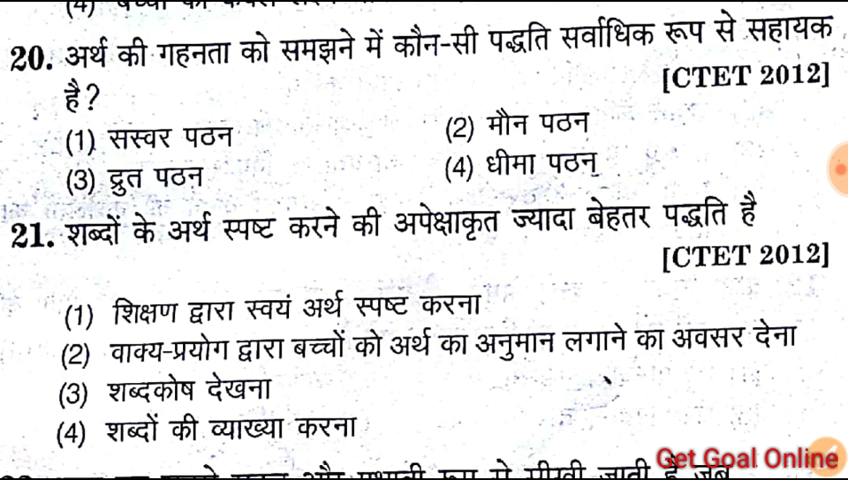 (4)
20. अर्थ की गहनता को समझने में कौन-सी पद्धति सर्वाधिक रूप से सहायक
है? [CTET 2012]
(1) सस्वर पठन (2) मौन पठन
(3) द्रुत पठन (4) धीमा पठन
21. शब्दों के अर्थ स्पष्ट करने की अपेक्षाकृत ज्यादा बेहतर पद्धति है
[CTET 2012]
(1) शिक्षण द्वारा स्वयं अर्थ स्पष्ट करना
(2) वाक्य-प्रयोग द्वारा बच्चों को अर्थ का अनुमान लगाने का अवसर देना
(3) शब्दकोष देखना
(4) शब्दों की व्याख्या करना
Get Goal Online